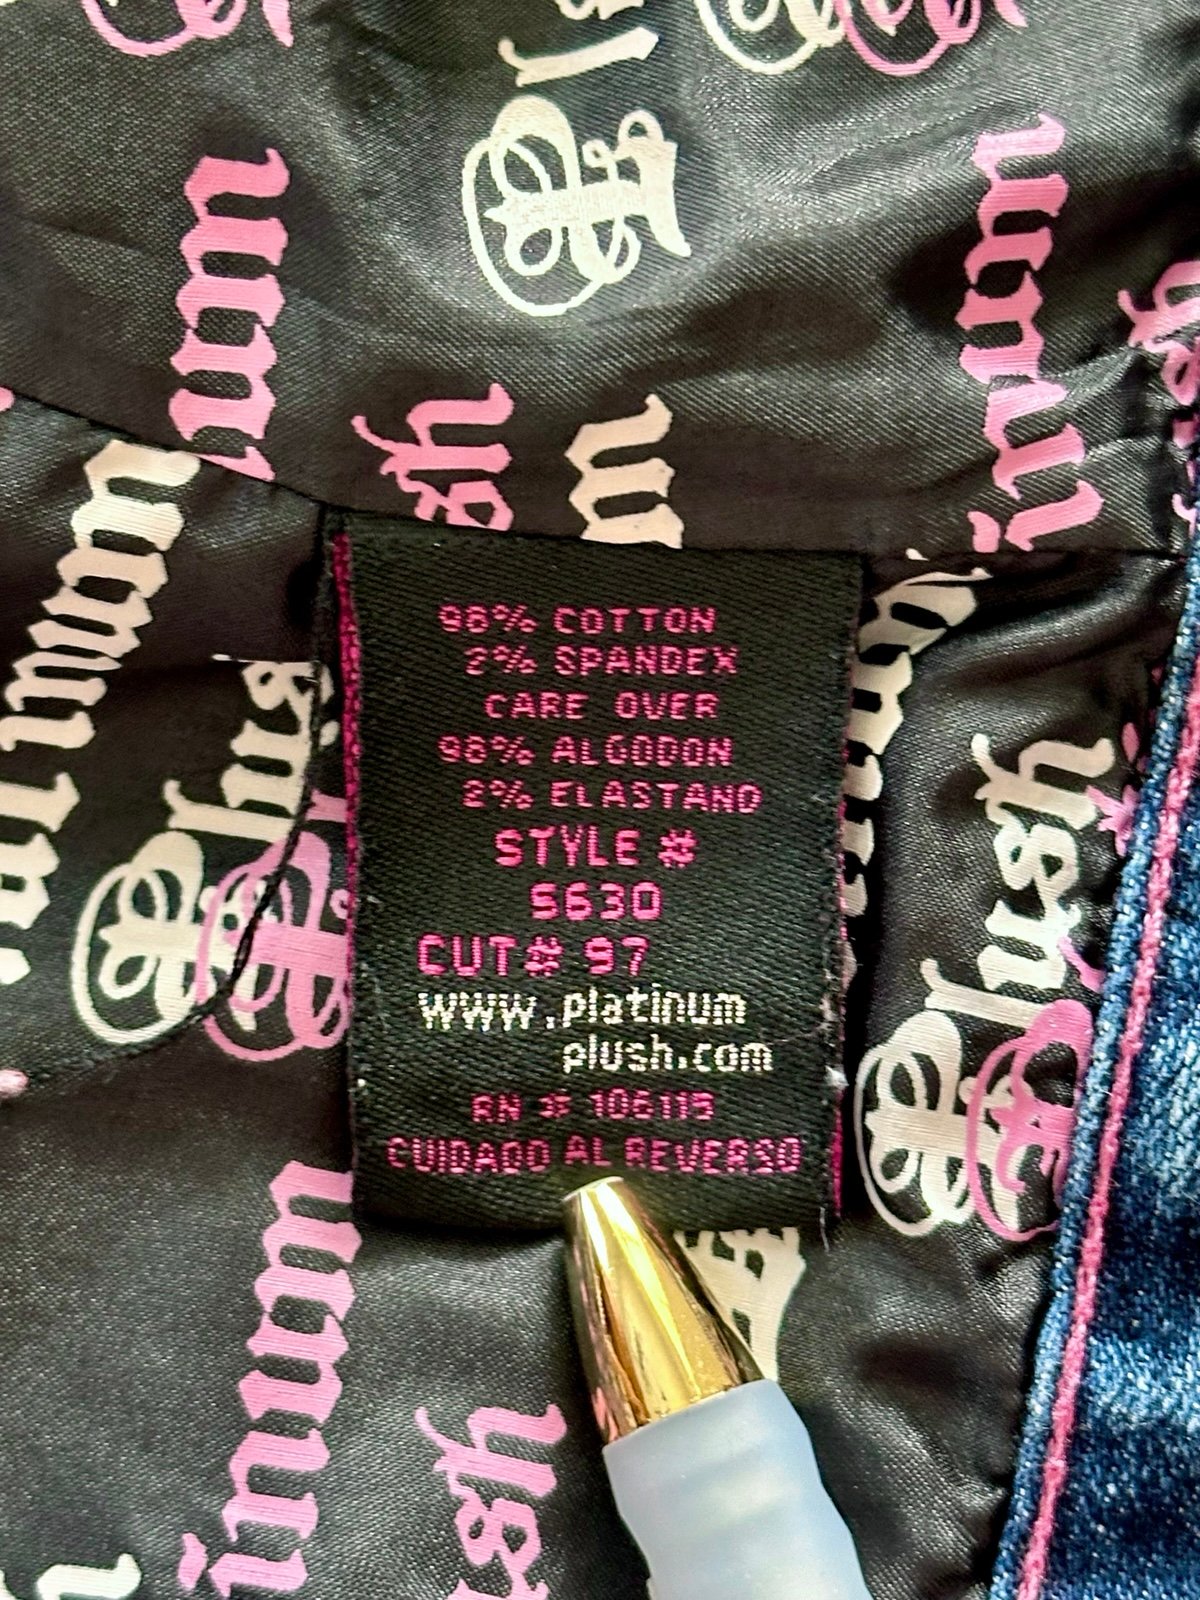 98% COTTON
2% SPANDEX
CARE OVER
98% ALGODON
2% ELASTANO
STYLE #
S630
CUT# 97
www.platinum
plush.com
RN # 106115
CUIDADO AL REVERSO